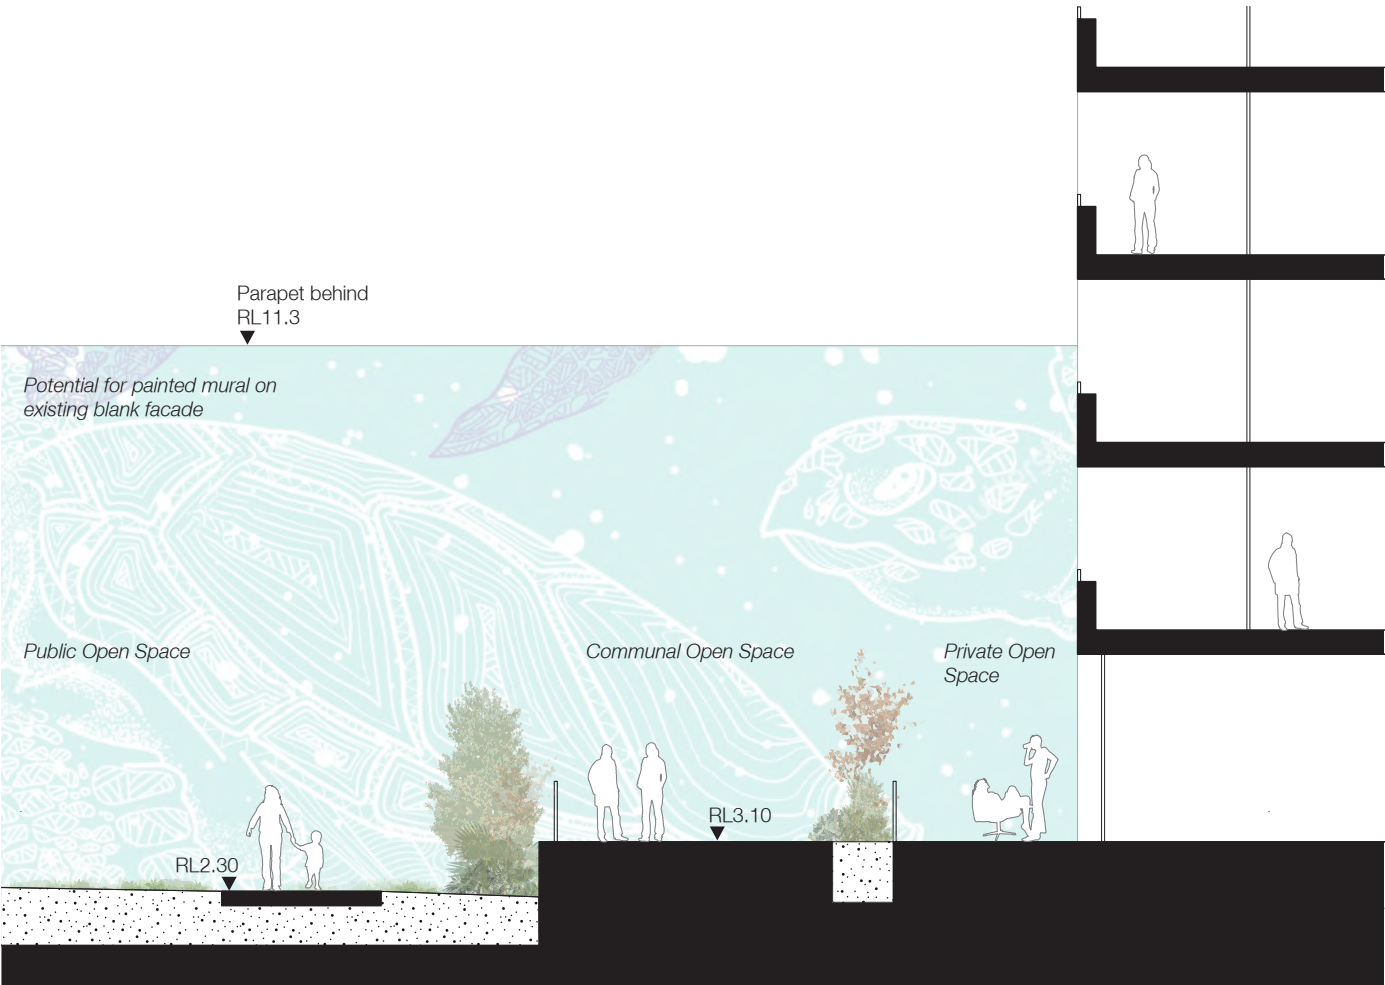 Parapet behind
RL11.3
Potential for painted mural on
existing blank facade
Public Open Space
Communal Open Space
Private Open
Space
RL3.10
RL2.30